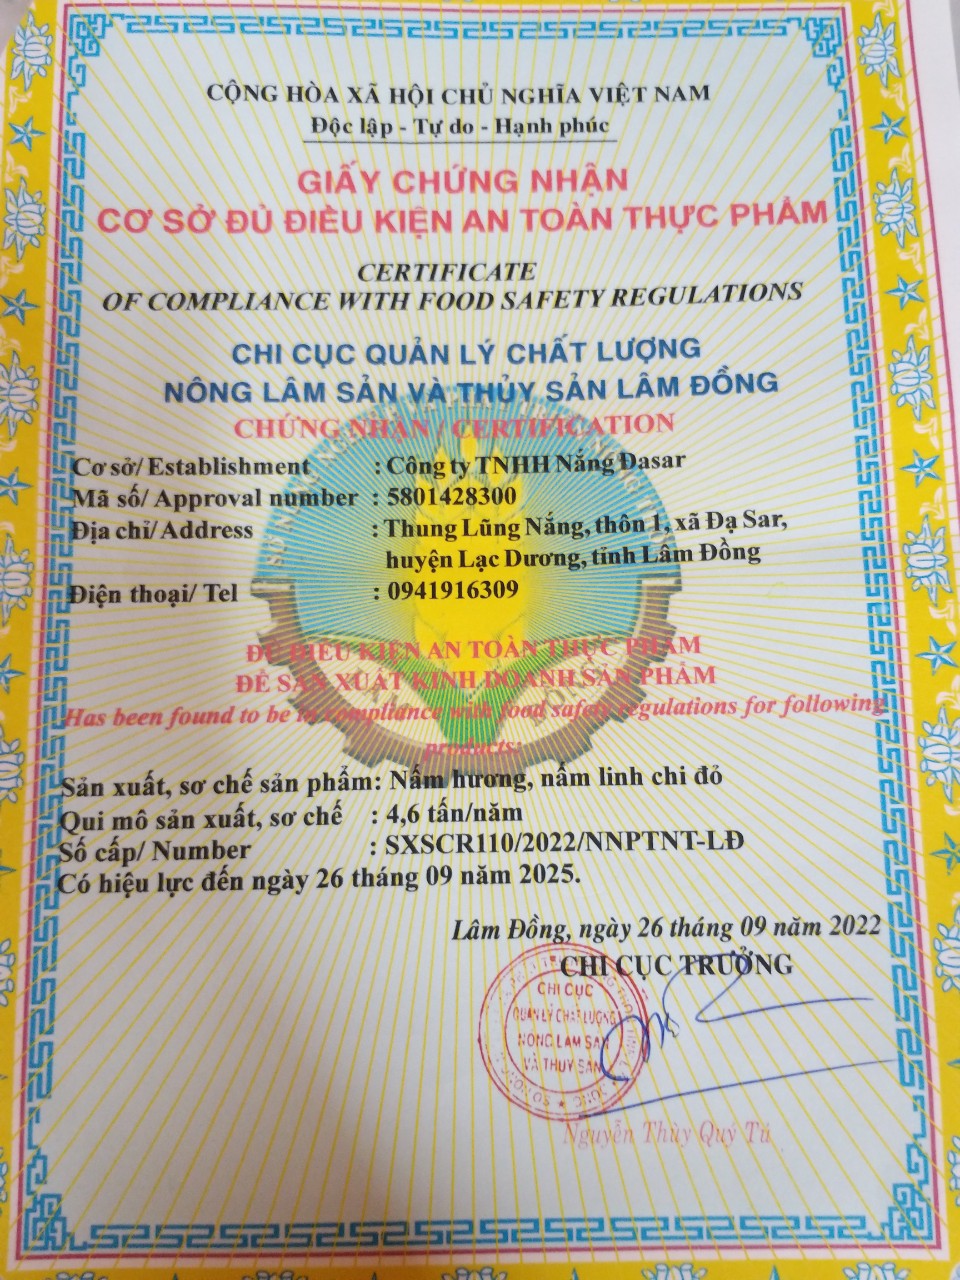 CỘNG HÒA XÃ HỘI CHỦ NGHĨA VIỆT NAM
Độc lập - Tự do - Hạnh phúc
GIẤY CHỨNG NHẬN
CƠ SỞ ĐỦ ĐIỀU KIỆN AN TOÀN THỰC PHẨM
CERTIFICATE
OF COMPLIANCE WITH FOOD SAFETY REGULATIONS
CHI CỤC QUẢN LÝ CHẤT LƯỢNG
NÔNG LÂM SẢN VÀ THỦY SẢN LÂM ĐỒNG
CHỨNG NHẬN / CERTIFICATION
Cơ sở/ Establishment : Công ty TNHH Nắng Đasar
Mã số/ Approval number : 5801428300
Địa chỉ/ Address : Thung Lũng Nắng, thôn 1, xã Đạ Sar,
huyện Lạc Dương, tỉnh Lâm Đồng
Điện thoại/ Tel : 0941916309
ĐỦ ĐIỀU KIỆN AN TOÀN THỰC PHẨM
ĐỂ SẢN XUẤT KINH DOANH SẢN PHẨM
Has been found to be in compliance with food safety regulations for following
products:
Sản xuất, sơ chế sản phẩm: Nấm hương, nấm linh chi đỏ
Qui mô sản xuất, sơ chế : 4,6 tấn/năm
Số cấp/ Number : SXSCR110/2022/NNPTNT-LĐ
Có hiệu lực đến ngày 26 tháng 09 năm 2025.
Lâm Đồng, ngày 26 tháng 09 năm 2022
CHI CỤC TRƯỞNG
CHI CỤC
QUẢN LÝ CHẤT LƯỢNG
NÔNG LÂM SẢN
VÀ THỦY SẢN
Nguyễn Thùy Quý Tú